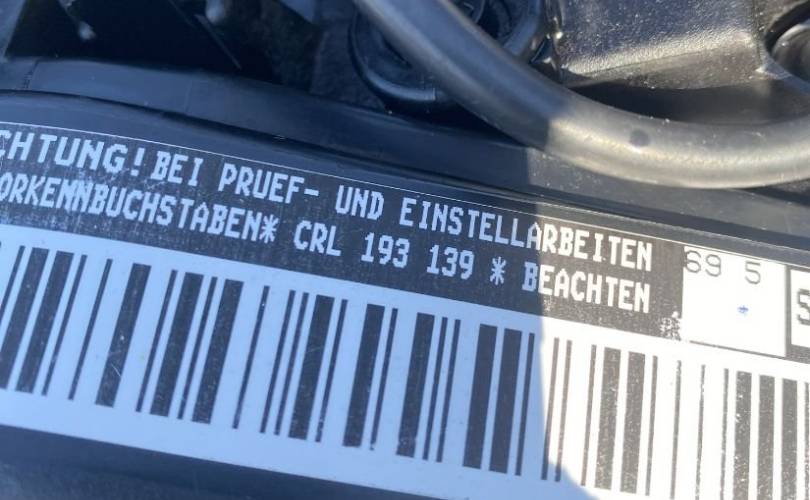 CHTUNG! BEI PRUEF- UND EINSTELLARBEITEN
ORKENNBUCHSTABEN* CRL 193 139 * BEACHTEN
69 5
*
S